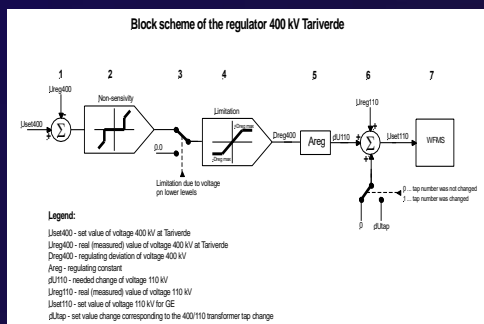 Block scheme of the regulator 400 kV Tariverde
1 2 3 4 5 6 7
Ureg400
Non-sensivity
Ureg110
Limitation
Uset400
+
-
Σ
0.0
+Dreg max
-Dreg max
Dreg400
Areg
dU110
+
+
+
Σ
Uset110
WFMS
Limitation due to voltage
on lower levels
0 ... tap number was not changed
1 ... tap number was changed
0
dUtap
Legend:
Uset400 - set value of voltage 400 kV at Tariverde
Ureg400 - real (measured) value of voltage 400 kV at Tariverde
Dreg400 - regulating deviation of voltage 400 kV
Areg - regulating constant
dU110 - needed change of voltage 110 kV
Ureg110 - real (measured) value of voltage 110 kV
Uset110 - set value of voltage 110 kV for GE
dUtap - set value change corresponding to the 400/110 transformer tap change